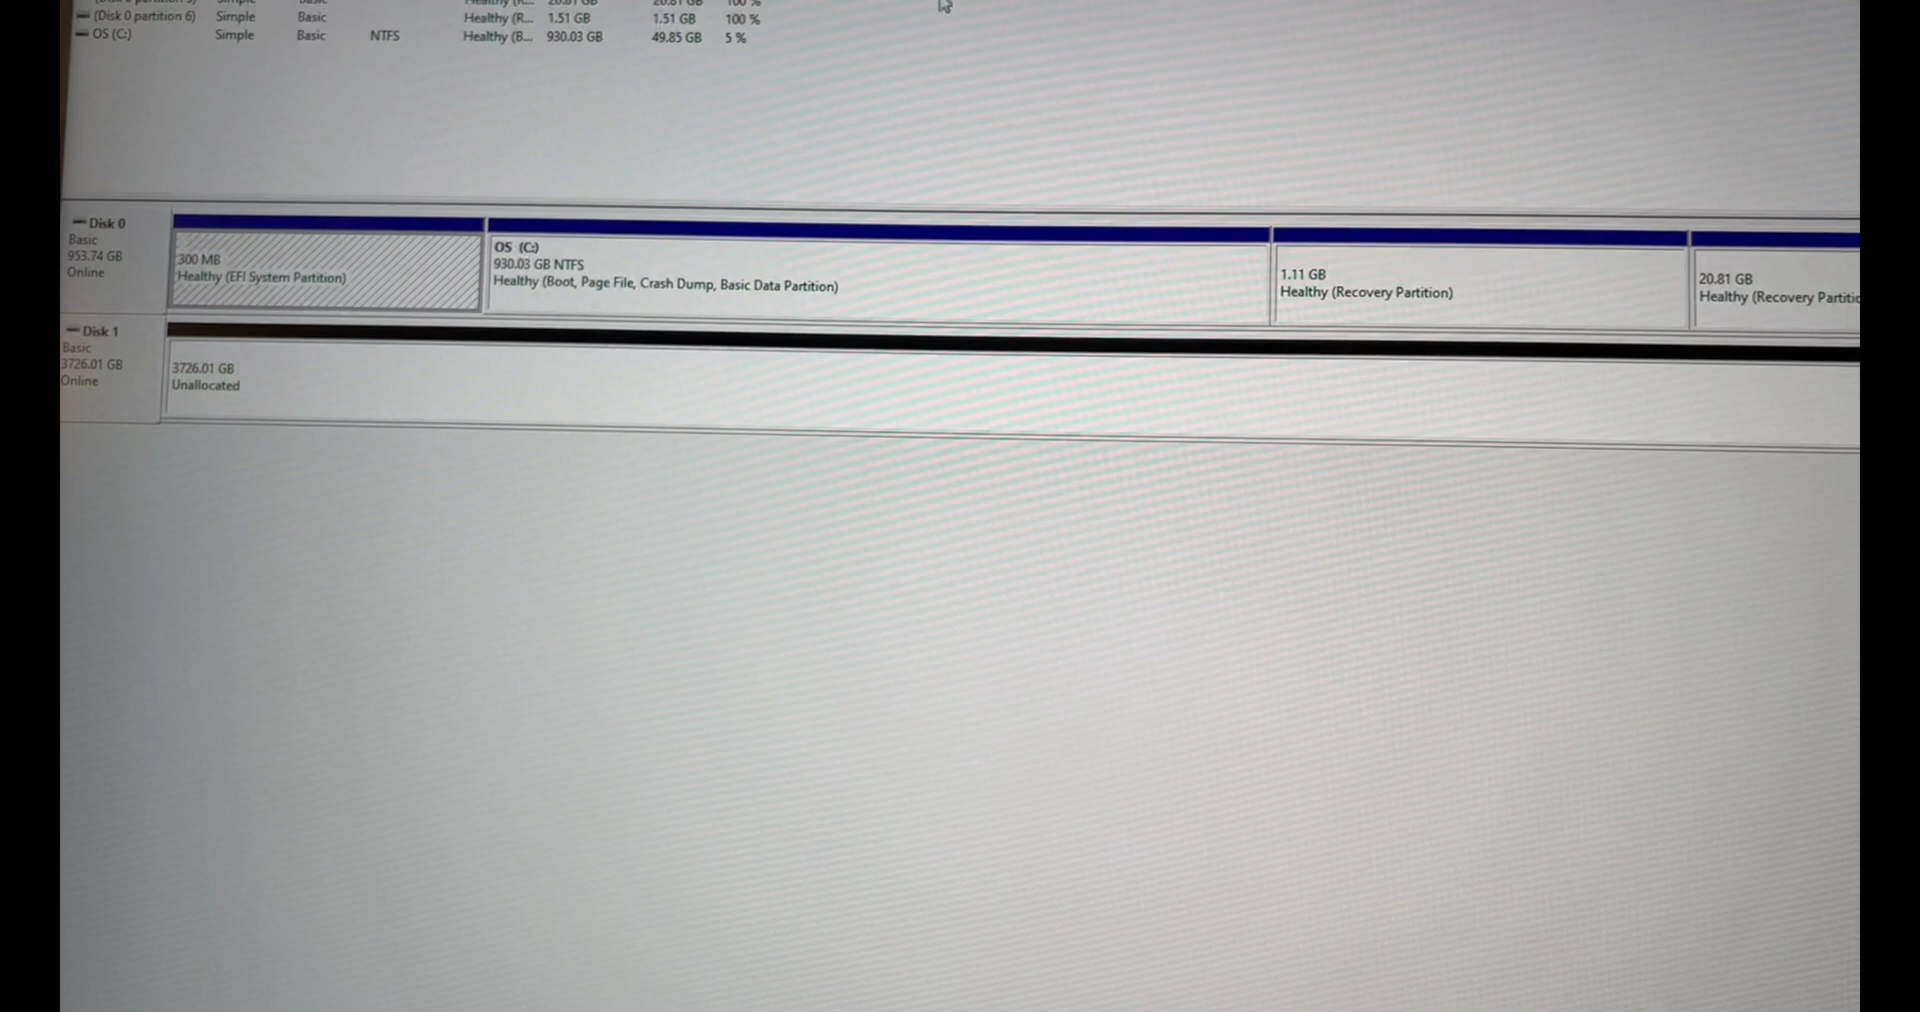 (Disk 0 partition 6) Simple Basic Healthy (R... 1.51 GB 1.51 GB 100 %
OS (C:) Simple Basic NTFS Healthy (B... 930.03 GB 49.85 GB 5 %
Disk 0
Basic
953.74 GB
Online
300 MB
Healthy (EFI System Partition)
OS (C:)
930.03 GB NTFS
Healthy (Boot, Page File, Crash Dump, Basic Data Partition)
1.11 GB
Healthy (Recovery Partition)
20.81 GB
Healthy (Recovery Partitic
Disk 1
Basic
3726.01 GB
Online
3726.01 GB
Unallocated